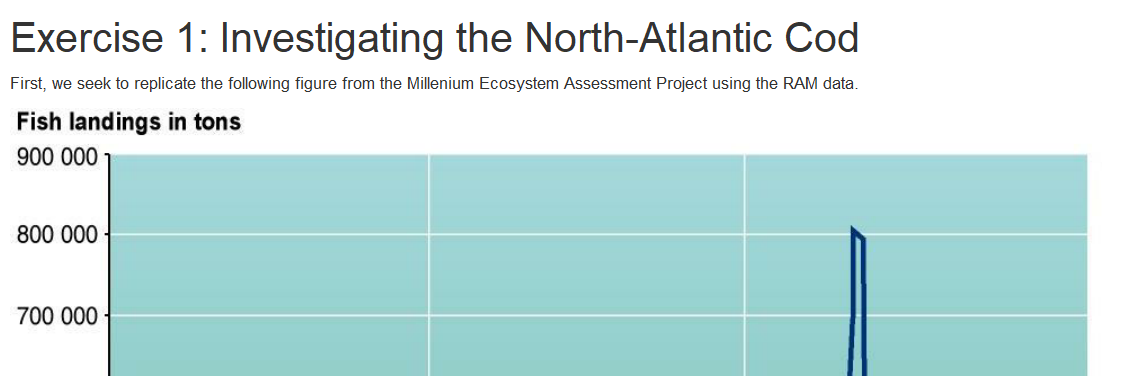 Exercise 1: Investigating the North-Atlantic Cod
First, we seek to replicate the following figure from the Millenium Ecosystem Assessment Project using the RAM data.
Fish landings in tons
900 000
800 000
700 000